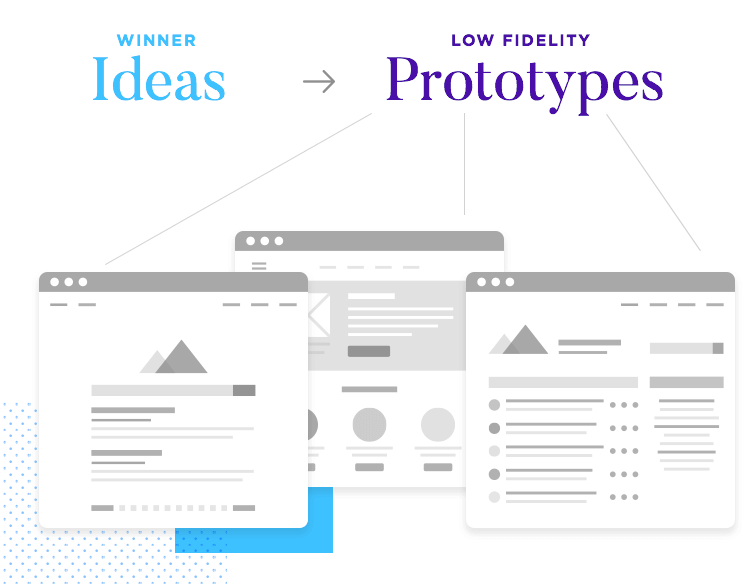 WINNER
Ideas
→
LOW FIDELITY
Prototypes